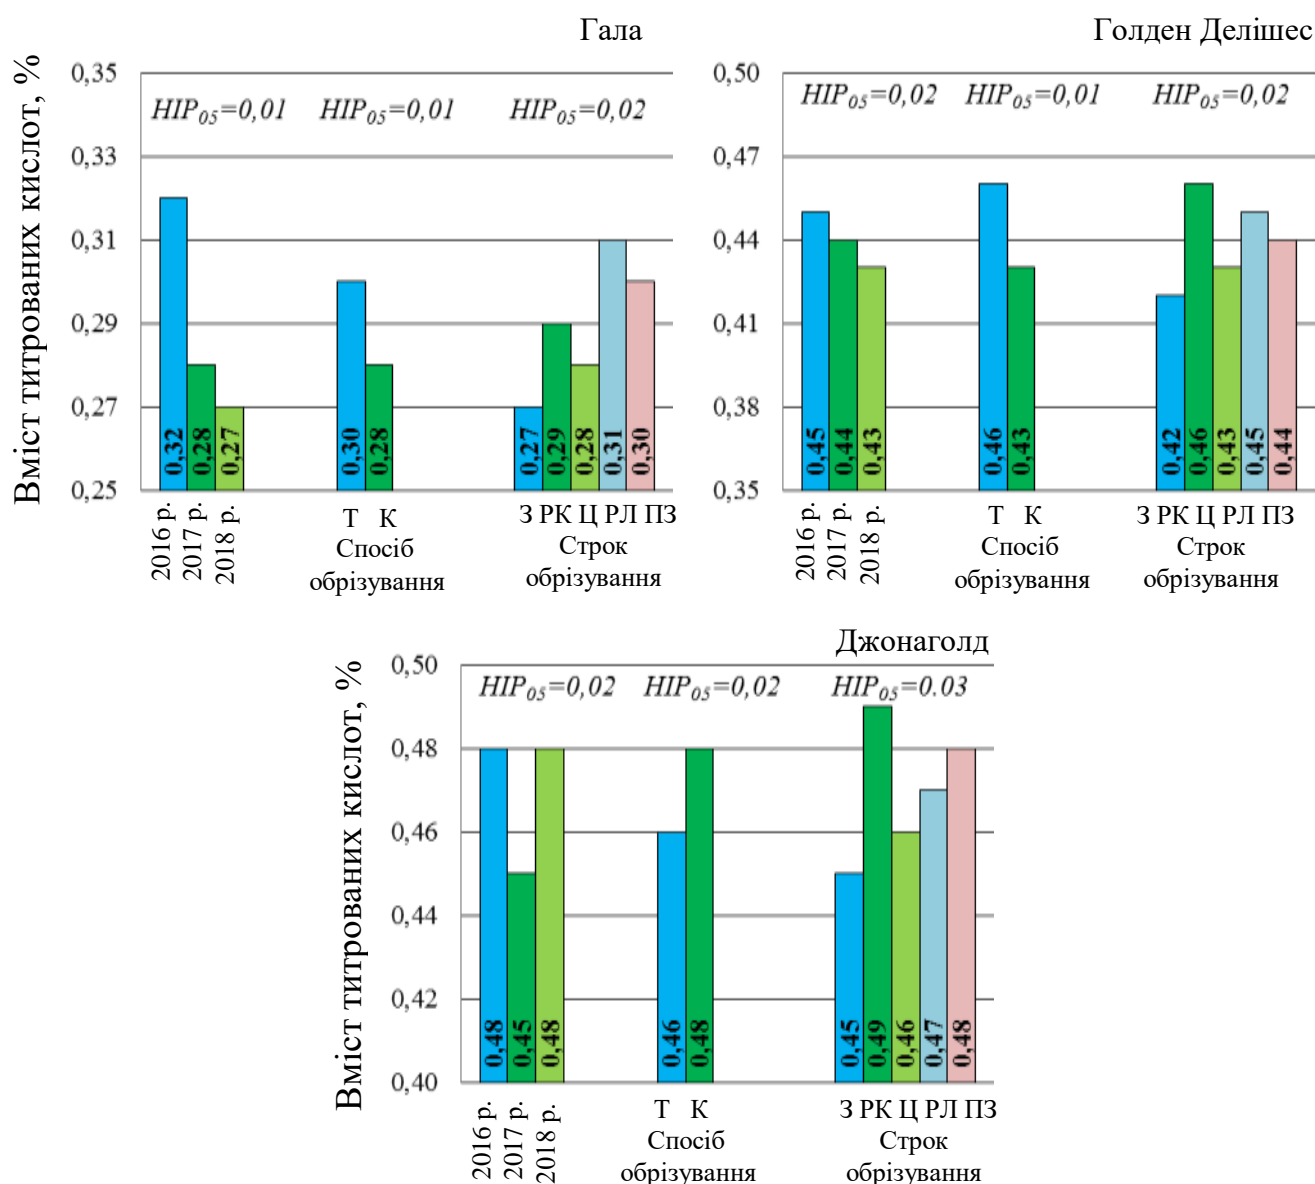 Гала
Вміст титрованих кислот, %
0,35
0,33
0,31
0,29
0,27
0,25
НІР05=0,01
НІР05=0,01
НІР05=0,02
0,32
0,28
0,27
0,30
0,28
0,27
0,29
0,28
0,31
0,30
2016 р.
2017 р.
2018 р.
Т К
Спосіб
обрізування
З РК Ц РЛ ПЗ
Строк
обрізування
Голден Делішес
0,50
0,47
0,44
0,41
0,38
0,35
НІР05=0,02
НІР05=0,01
НІР05=0,02
0,45
0,44
0,43
0,46
0,43
0,42
0,46
0,43
0,45
0,44
2016 р.
2017 р.
2018 р.
Т К
Спосіб
обрізування
З РК Ц РЛ ПЗ
Строк
обрізування
Джонаголд
Вміст титрованих кислот, %
0,50
0,48
0,46
0,44
0,42
0,40
НІР05=0,02
НІР05=0,02
НІР05=0.03
0,48
0,45
0,48
0,46
0,48
0,45
0,49
0,46
0,47
0,48
2016 р.
2017 р.
2018 р.
Т К
Спосіб
обрізування
З РК Ц РЛ ПЗ
Строк
обрізування